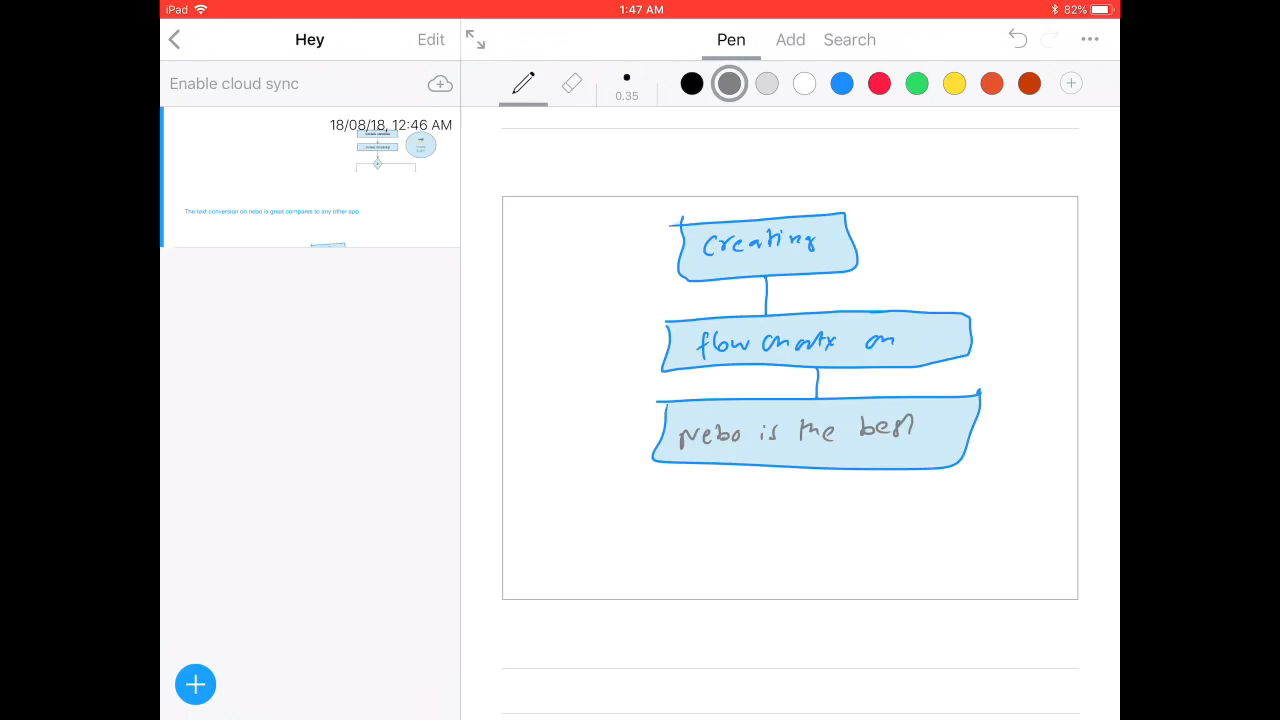 iPad 1:47 AM 82%
Hey Edit Pen Add Search
Enable cloud sync
0.35
18/08/18, 12:46 AM
The text conversion on nebo is great compares to any other app.
Creating
flow on
Nebo is the best